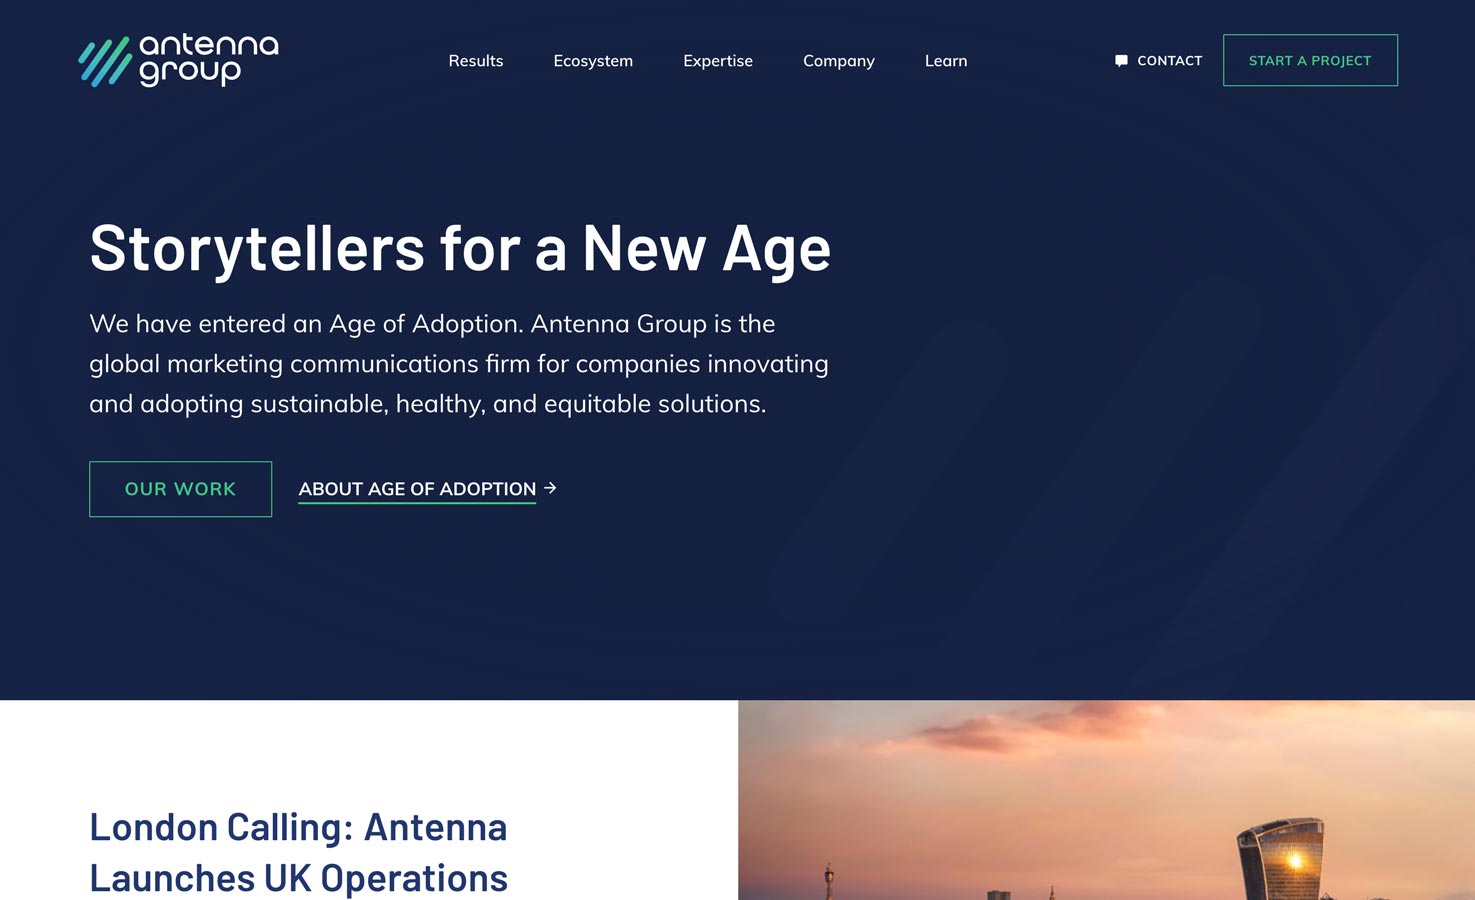 antenna
group
Results
Ecosystem
Expertise
Company
Learn
CONTACT
START A PROJECT
Storytellers for a New Age
We have entered an Age of Adoption. Antenna Group is the
global marketing communications firm for companies innovating
and adopting sustainable, healthy, and equitable solutions.
OUR WORK
ABOUT AGE OF ADOPTION →
London Calling: Antenna
Launches UK Operations